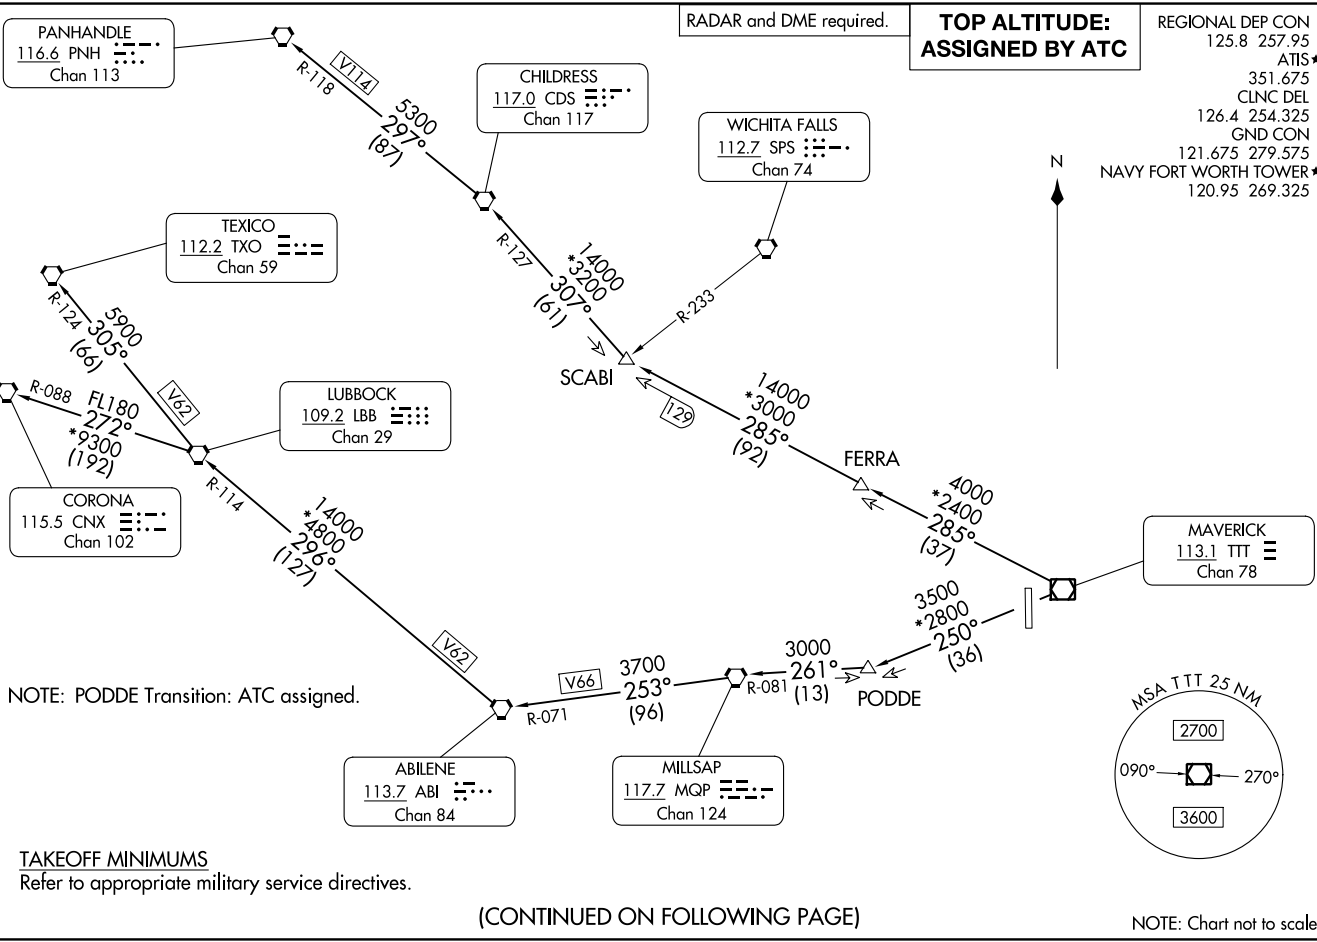 RADAR and DME required.
TOP ALTITUDE:
ASSIGNED BY ATC
REGIONAL DEP CON
125.8 257.95
ATIS★
351.675
CLNC DEL
126.4 254.325
GND CON
121.675 279.575
NAVY FORT WORTH TOWER★
120.95 269.325
N
PANHANDLE
116.6 PNH
Chan 113
R-118
V114
5300
297°
(87)
CHILDRESS
117.0 CDS
Chan 117
WICHITA FALLS
112.7 SPS
Chan 74
R-127
14000
*3200
307°
(61)
R-233
SCABI
129
14000
*3000
285°
(92)
FERRA
4000
*2400
285°
(37)
MAVERICK
113.1 TTT
Chan 78
TEXICO
112.2 TXO
Chan 59
R-124
5900
305°
(66)
V62
R-088
FL180
272°
*9300
(192)
LUBBOCK
109.2 LBB
Chan 29
CORONA
115.5 CNX
Chan 102
R-114
14000
*4800
296°
(127)
V62
3500
*2800
250°
(36)
PODDE
3000
261°
(13)
R-081
3700
V66
253°
(96)
R-071
NOTE: PODDE Transition: ATC assigned.
ABILENE
113.7 ABI
Chan 84
MILLSAP
117.7 MQP
Chan 124
MSA TTT 25 NM
2700
090°
270°
3600
TAKEOFF MINIMUMS
Refer to appropriate military service directives.
(CONTINUED ON FOLLOWING PAGE)
NOTE: Chart not to scale